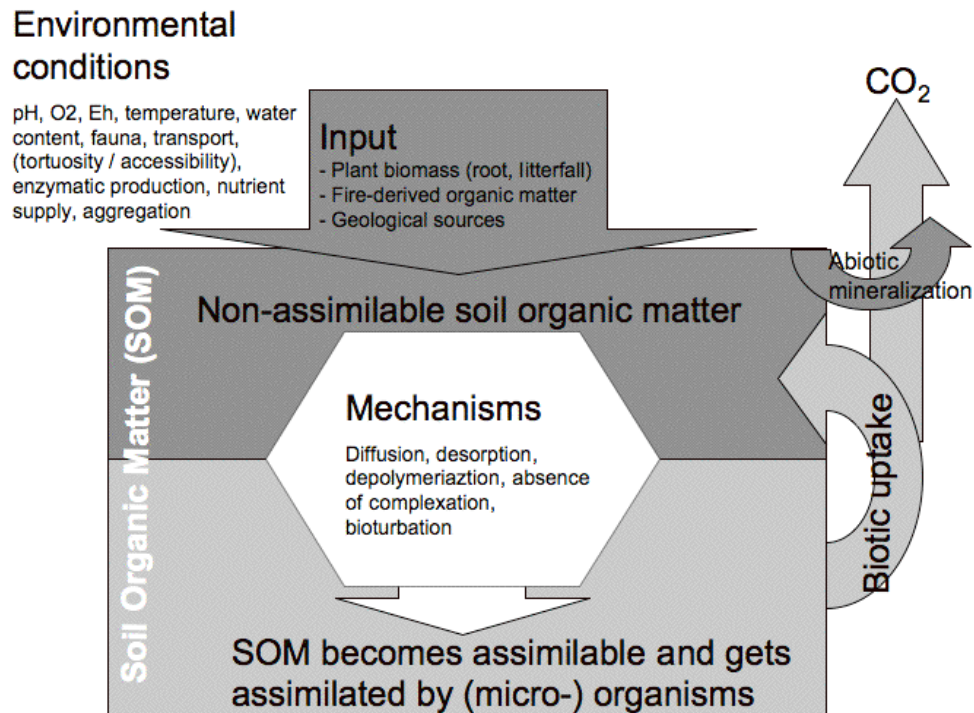 Environmental
conditions
pH, O2, Eh, temperature, water
content, fauna, transport,
(tortuosity / accessibility),
enzymatic production, nutrient
supply, aggregation
Input
- Plant biomass (root, litterfall)
- Fire-derived organic matter
- Geological sources
CO₂
Abiotic
mineralization
Non-assimilable soil organic matter
Soil Organic Matter (SOM)
Mechanisms
Diffusion, desorption,
depolymeriaztion, absence
of complexation,
bioturbation
Biotic uptake
SOM becomes assimilable and gets
assimilated by (micro-) organisms